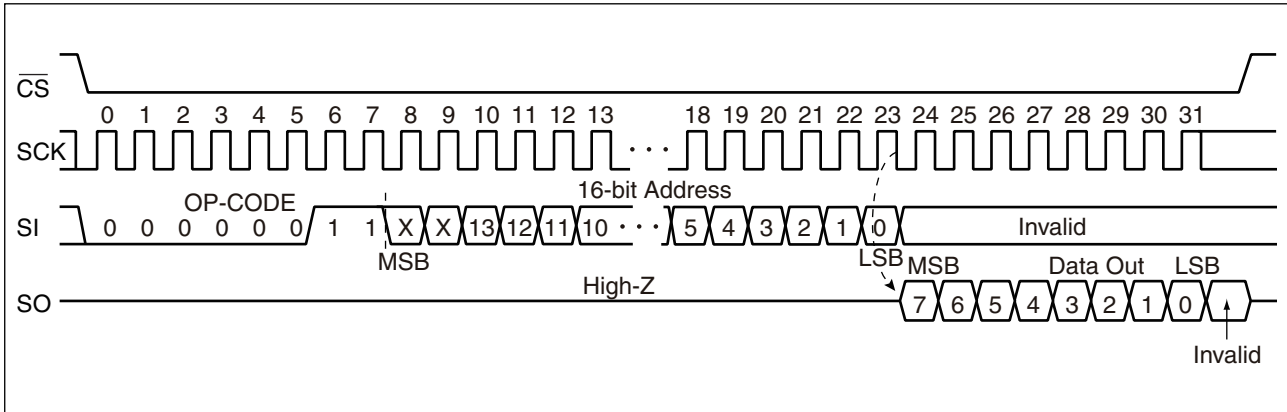 CS
0 1 2 3 4 5 6 7 8 9 10 11 12 13 18 19 20 21 22 23 24 25 26 27 28 29 30 31
SCK
16-bit Address
OP-CODE
SI 0 0 0 0 0 0 1 1 X X 13 12 11 10 5 4 3 2 1 0 Invalid
MSB LSB MSB Data Out LSB
High-Z
SO 7 6 5 4 3 2 1 0
Invalid